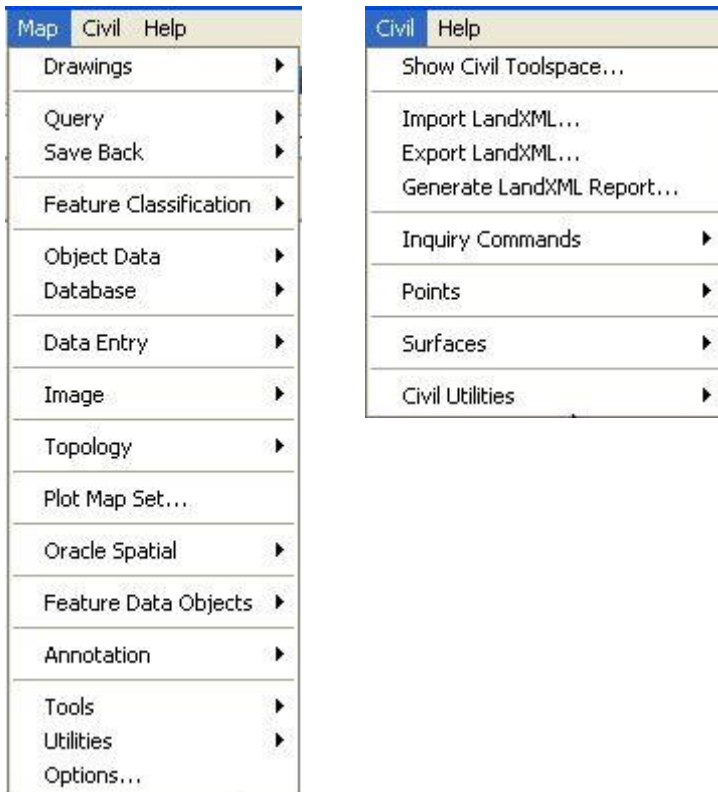 Map Civil Help
Drawings
Query
Save Back
Feature Classification
Object Data
Database
Data Entry
Image
Topology
Plot Map Set...
Oracle Spatial
Feature Data Objects
Annotation
Tools
Utilities
Options...
Civil Help
Show Civil Toolspace...
Import LandXML...
Export LandXML...
Generate LandXML Report...
Inquiry Commands
Points
Surfaces
Civil Utilities